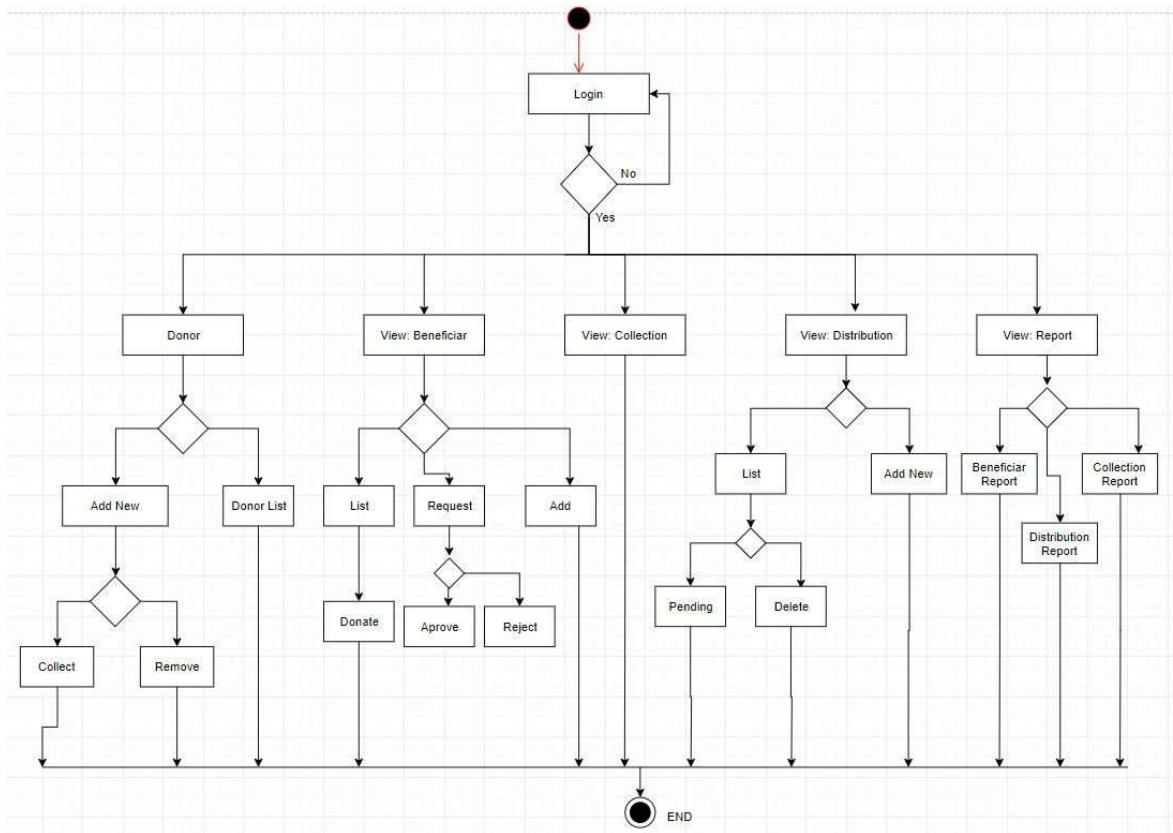 Login
No
Yes
Donor
View: Beneficiar
View: Collection
View: Distribution
View: Report
List
Add New
Beneficiar
Report
Collection
Report
Add New
Donor List
List
Request
Add
Distribution
Report
Pending
Delete
Donate
Aprove
Reject
Collect
Remove
END